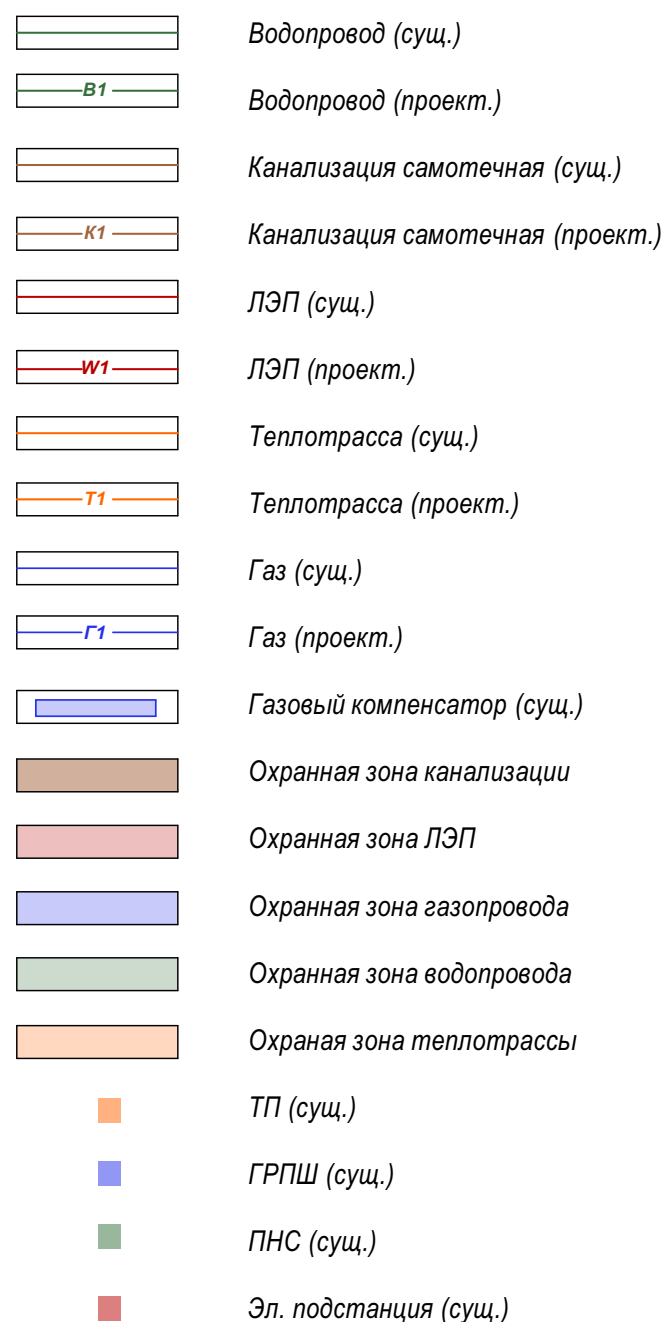 Водопровод (сущ.)
В1 Водопровод (проект.)
Канализация самотечная (сущ.)
К1 Канализация самотечная (проект.)
ЛЭП (сущ.)
W1 ЛЭП (проект.)
Теплотрасса (сущ.)
Т1 Теплотрасса (проект.)
Газ (сущ.)
Г1 Газ (проект.)
Газовый компенсатор (сущ.)
Охранная зона канализации
Охранная зона ЛЭП
Охранная зона газопровода
Охранная зона водопровода
Охраная зона теплотрассы
ТП (сущ.)
ГРПШ (сущ.)
ПНС (сущ.)
Эл. подстанция (сущ.)